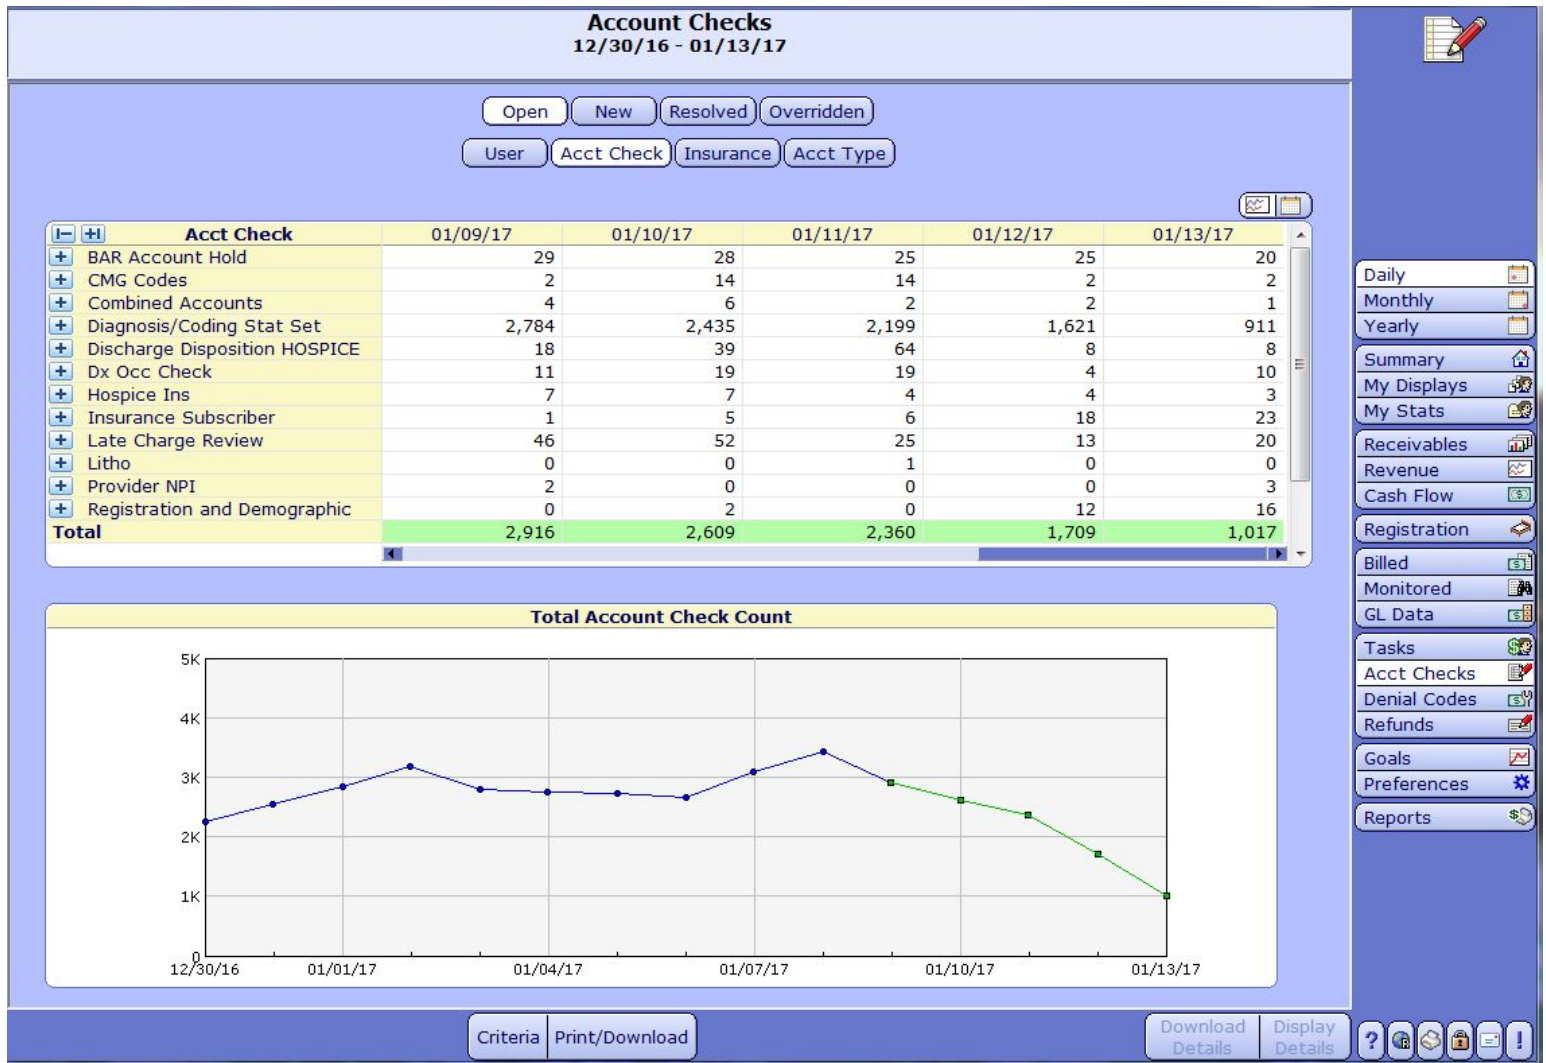 Account Checks
12/30/16 - 01/13/17
Open New Resolved Overridden
User Acct Check Insurance Acct Type
Acct Check 01/09/17 01/10/17 01/11/17 01/12/17 01/13/17
BAR Account Hold 29 28 25 25 20
CMG Codes 2 14 14 2 2
Combined Accounts 4 6 2 2 1
Diagnosis/Coding Stat Set 2,784 2,435 2,199 1,621 911
Discharge Disposition HOSPICE 18 39 64 8 8
Dx Occ Check 11 19 19 4 10
Hospice Ins 7 7 4 4 3
Insurance Subscriber 1 5 6 18 23
Late Charge Review 46 52 25 13 20
Litho 0 0 1 0 0
Provider NPI 2 0 0 0 3
Registration and Demographic 0 2 0 12 16
Total 2,916 2,609 2,360 1,709 1,017
Total Account Check Count
5K
4K
3K
2K
1K
0
12/30/16 01/01/17 01/04/17 01/07/17 01/10/17 01/13/17
Criteria Print/Download
Download Details
Display Details
Daily
Monthly
Yearly
Summary
My Displays
My Stats
Receivables
Revenue
Cash Flow
Registration
Billed
Monitored
GL Data
Tasks
Acct Checks
Denial Codes
Refunds
Goals
Preferences
Reports
? !